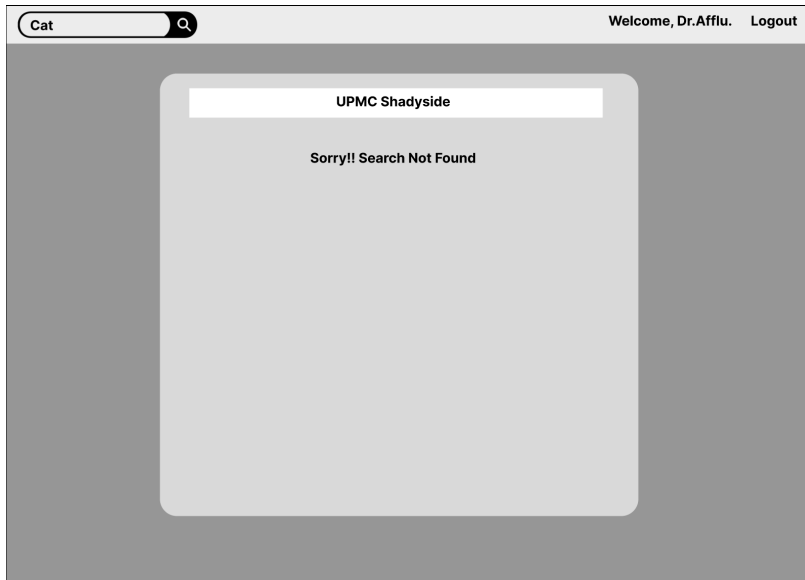 Cat
Welcome, Dr.Afflu. Logout
UPMC Shadyside
Sorry!! Search Not Found